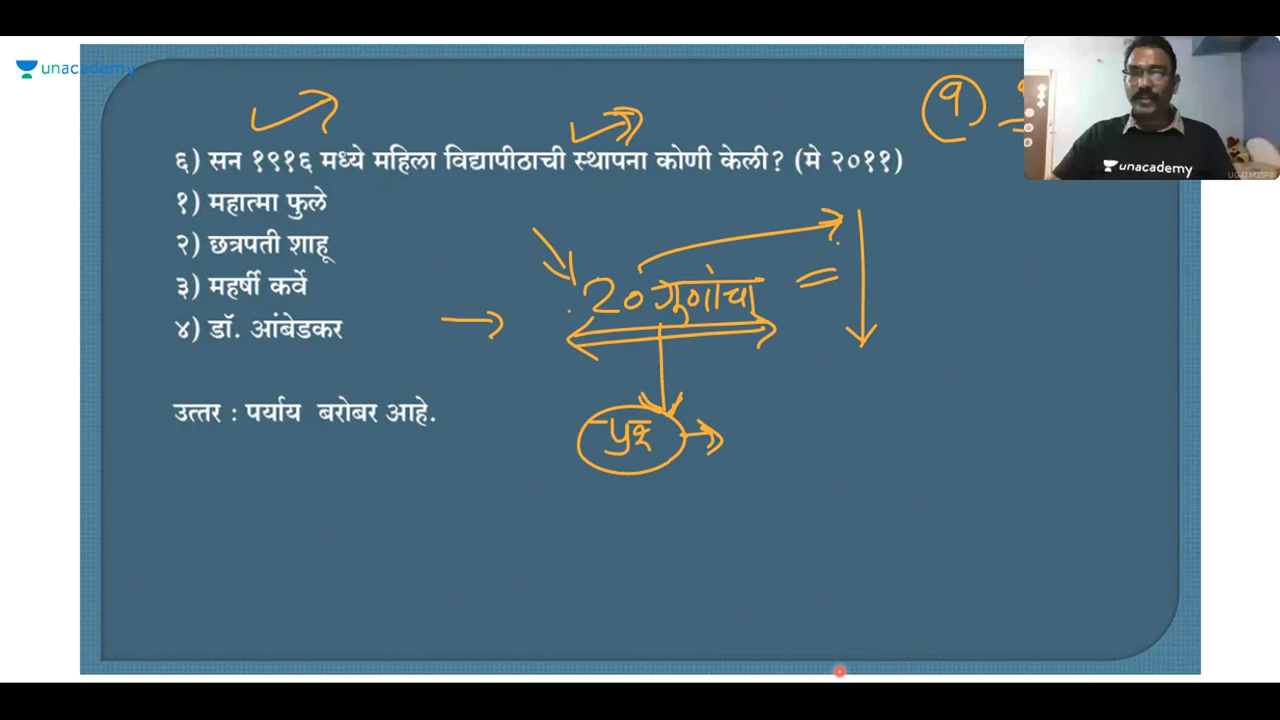 unacademy
६) सन १९१६ मध्ये महिला विद्यापीठाची स्थापना कोणी केली? (मे २०११)
१) महात्मा फुले
२) छत्रपती शाहू
३) महर्षी कर्वे
४) डॉ. आंबेडकर
उत्तर : पर्याय बरोबर आहे.
20 गुणांचा
१
unacademy